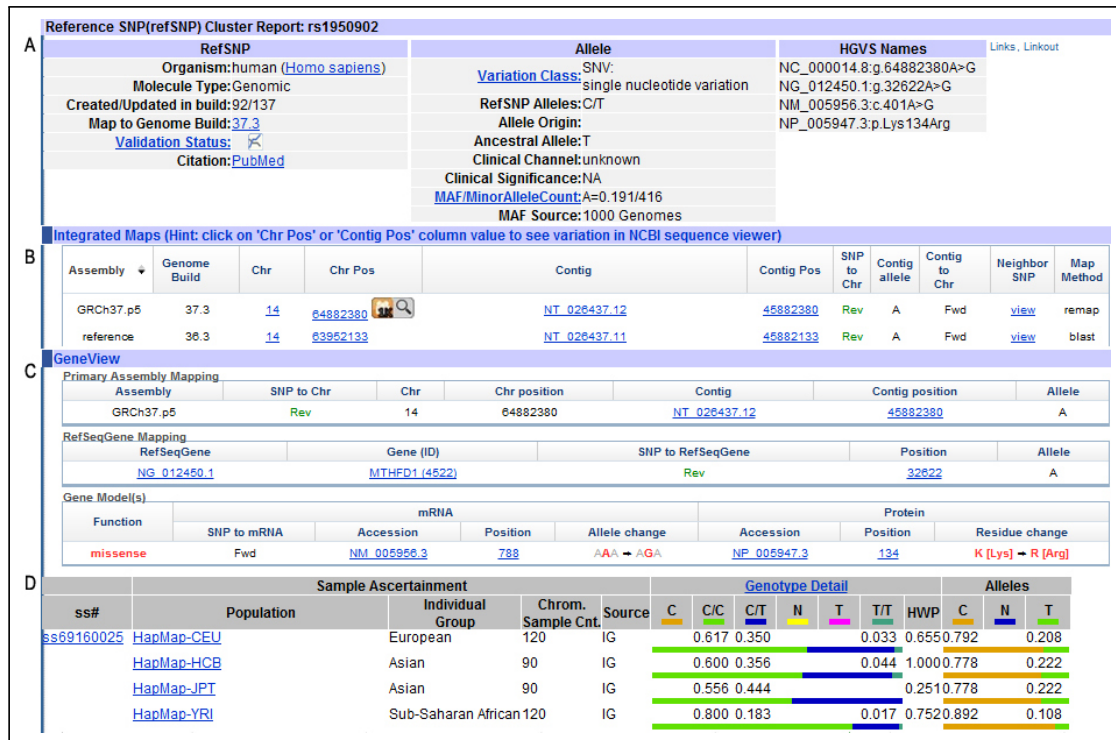 Reference SNP(refSNP) Cluster Report: rs1950902
A
RefSNP Allele HGVS Names Links, Linkout
Organism:human (Homo sapiens)
Molecule Type:Genomic
Created/Updated in build:92/137
Map to Genome Build:37.3
Validation Status:
Citation:PubMed
Variation Class: SNV:
single nucleotide variation
RefSNP Alleles:C/T
Allele Origin:
Ancestral Allele:T
Clinical Channel:unknown
Clinical Significance:NA
MAF/MinorAlleleCount:A=0.191/416
MAF Source:1000 Genomes
NC_000014.8:g.64882380A>G
NG_012450.1:g.32622A>G
NM_005956.3:c.401A>G
NP_005947.3:p.Lys134Arg
Integrated Maps (Hint: click on 'Chr Pos' or 'Contig Pos' column value to see variation in NCBI sequence viewer)
B
Assembly Genome Build Chr Chr Pos Contig Contig Pos SNP to Chr Contig allele Contig to Chr Neighbor SNP Map Method
GRCh37.p5 37.3 14 64882380 NT_026437.12 45882380 Rev A Fwd view remap
reference 36.3 14 63952133 NT_026437.11 45882133 Rev A Fwd view blast
GeneView
C
Primary Assembly Mapping
Assembly SNP to Chr Chr Chr position Contig Contig position Allele
GRCh37.p5 Rev 14 64882380 NT_026437.12 45882380 A
RefSeqGene Mapping
RefSeqGene Gene (ID) SNP to RefSeqGene Position Allele
NG_012450.1 MTHFD1 (4522) Rev 32622 A
Gene Model(s)
Function mRNA Protein
SNP to mRNA Accession Position Allele change Accession Position Residue change
missense Fwd NM_005956.3 788 AAA → AGA NP_005947.3 134 K [Lys] → R [Arg]
D
Sample Ascertainment Genotype Detail Alleles
ss# Population Individual Group Chrom. Sample Cnt. Source C C/C C/T N T T/T HWP C N T
ss69160025 HapMap-CEU European 120 IG 0.617 0.350 0.033 0.655 0.792 0.208
HapMap-HCB Asian 90 IG 0.600 0.356 0.044 1.000 0.778 0.222
HapMap-JPT Asian 90 IG 0.556 0.444 0.251 0.778 0.222
HapMap-YRI Sub-Saharan African 120 IG 0.800 0.183 0.017 0.752 0.892 0.108